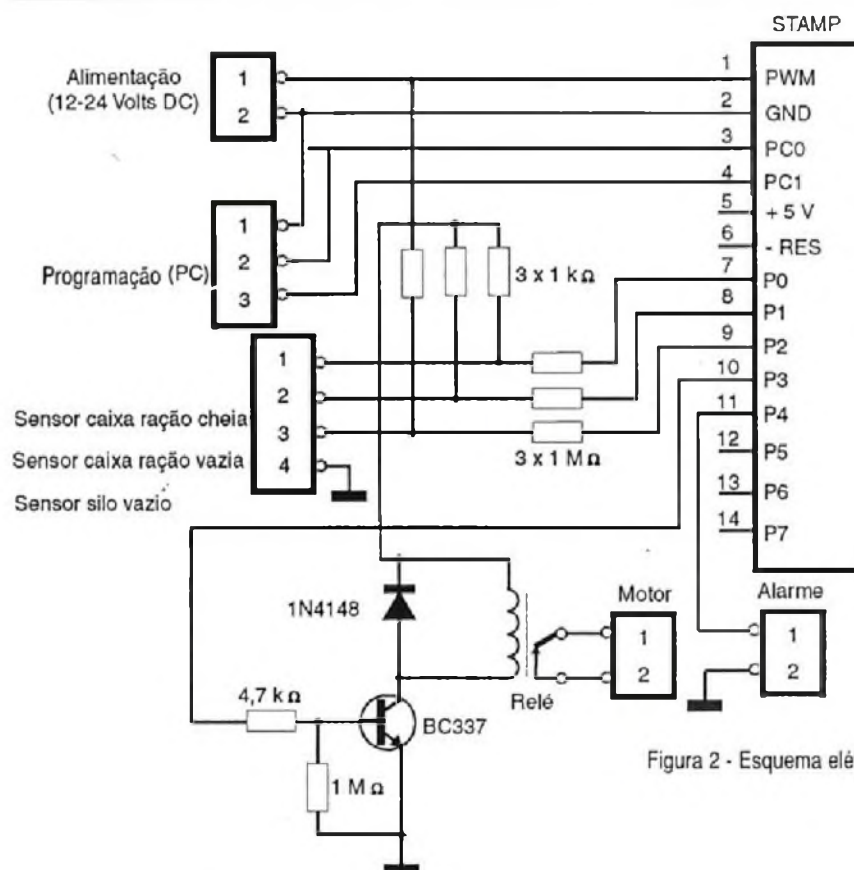 STAMP
Alimentação
(12-24 Volts DC)
1
2
1
2
3
4
5
6
7
8
9
10
11
12
13
14
PWM
GND
PC0
PC1
+ 5 V
- RES
P0
P1
P2
P3
P4
P5
P6
P7
Programação (PC)
1
2
3
3 x 1 k Ω
Sensor caixa ração cheia
Sensor caixa ração vazia
Sensor silo vazio
1
2
3
4
3 x 1 M Ω
1N4148
Motor
1
2
Alarme
1
2
Relé
4,7 k Ω
BC337
1 M Ω
Figura 2 - Esquema elé